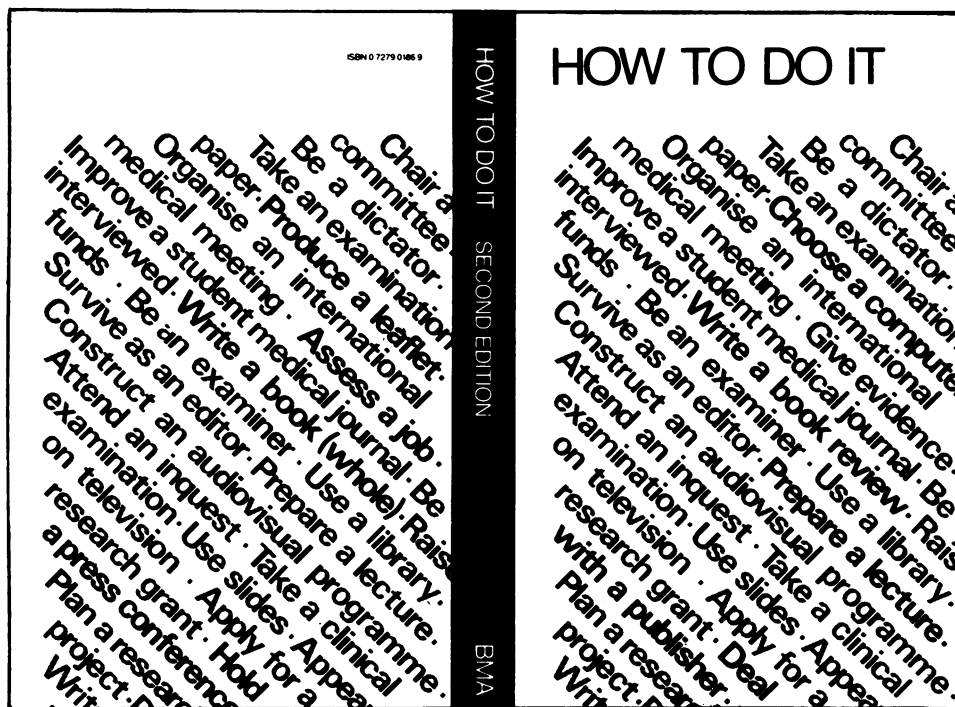 ISBN 0 7279 0186 9
Chair a
committee ·
Be a dictator ·
Take an examination
paper · Produce a leaflet ·
Organise an international
medical meeting · Assess a job ·
Improve a student medical journal · Be
interviewed · Write a book (whole) · Raise
funds · Be an examiner · Use a library ·
Survive as an editor · Prepare a lecture ·
Construct an audiovisual programme ·
Attend an inquest · Take a clinical
examination · Use slides · Appear
on television · Apply for a
research grant · Hold
a press conference
Plan a resear
project ·
Writ
HOW TO DO IT SECOND EDITION BMA
HOW TO DO IT
Chair a
committee
Be a dictator ·
Take an examination
paper · Choose a compute
Organise an international
medical meeting · Give evidence ·
Improve a student medical journal · Be
interviewed · Write a book review · Rais
funds · Be an examiner · Use a library ·
Survive as an editor · Prepare a lecture ·
Construct an audiovisual programme ·
Attend an inquest · Take a clinical
examination · Use slides · Appea
on television · Apply for a
research grant · Deal
with a publisher ·
Plan a resear
project ·
Writ